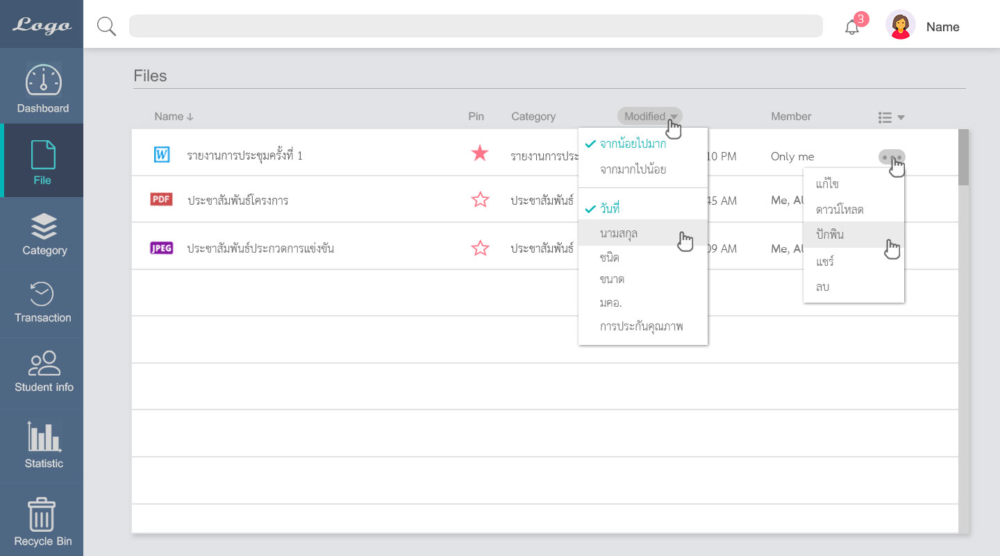 Logo
3
Name
Dashboard
File
Category
Transaction
Student info
Statistic
Recycle Bin
Files
Name ↓ Pin Category Modified Member
W รายงานการประชุมครั้งที่ 1 รายงานการประ 10 PM Only me
PDF ประชาสัมพันธ์โครงการ ประชาสัมพันธ์ 45 AM Me, AU
JPEG ประชาสัมพันธ์ประกวดการแข่งขัน ประชาสัมพันธ์ 09 AM Me, AU
จากน้อยไปมาก
จากมากไปน้อย
วันที่
นามสกุล
ชนิด
ขนาด
มคอ.
การประกันคุณภาพ
แก้ไข
ดาวน์โหลด
ปักพิน
แชร์
ลบ